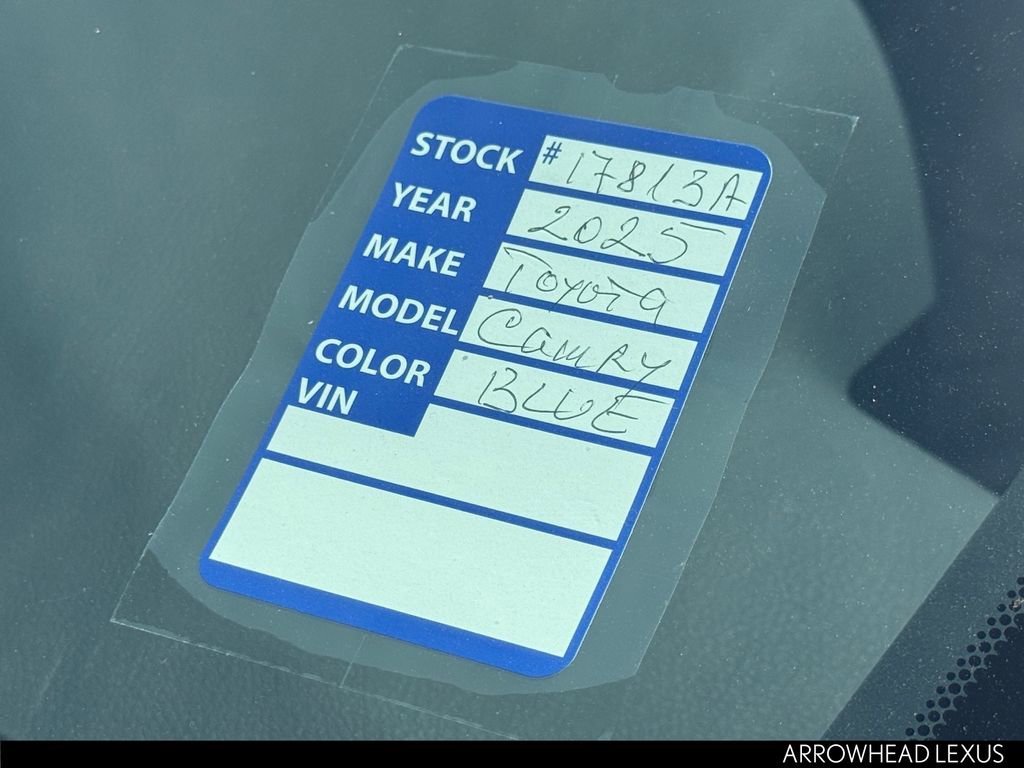 STOCK # 17813A
YEAR 2025
MAKE Toyota
MODEL CAMRY
COLOR BLUE
VIN
ARROWHEAD LEXUS